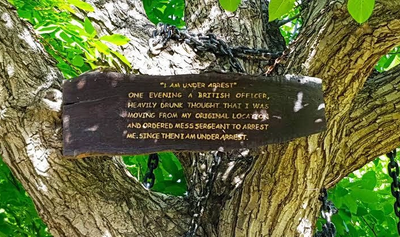 "I AM UNDER ARREST"
ONE EVENING A BRITISH OFFICER,
HEAVILY DRUNK THOUGHT THAT I WAS
MOVING FROM MY ORIGINAL LOCATION
AND ORDERED MESS SERGEANT TO ARREST
ME. SINCE THEN I AM UNDER ARREST.